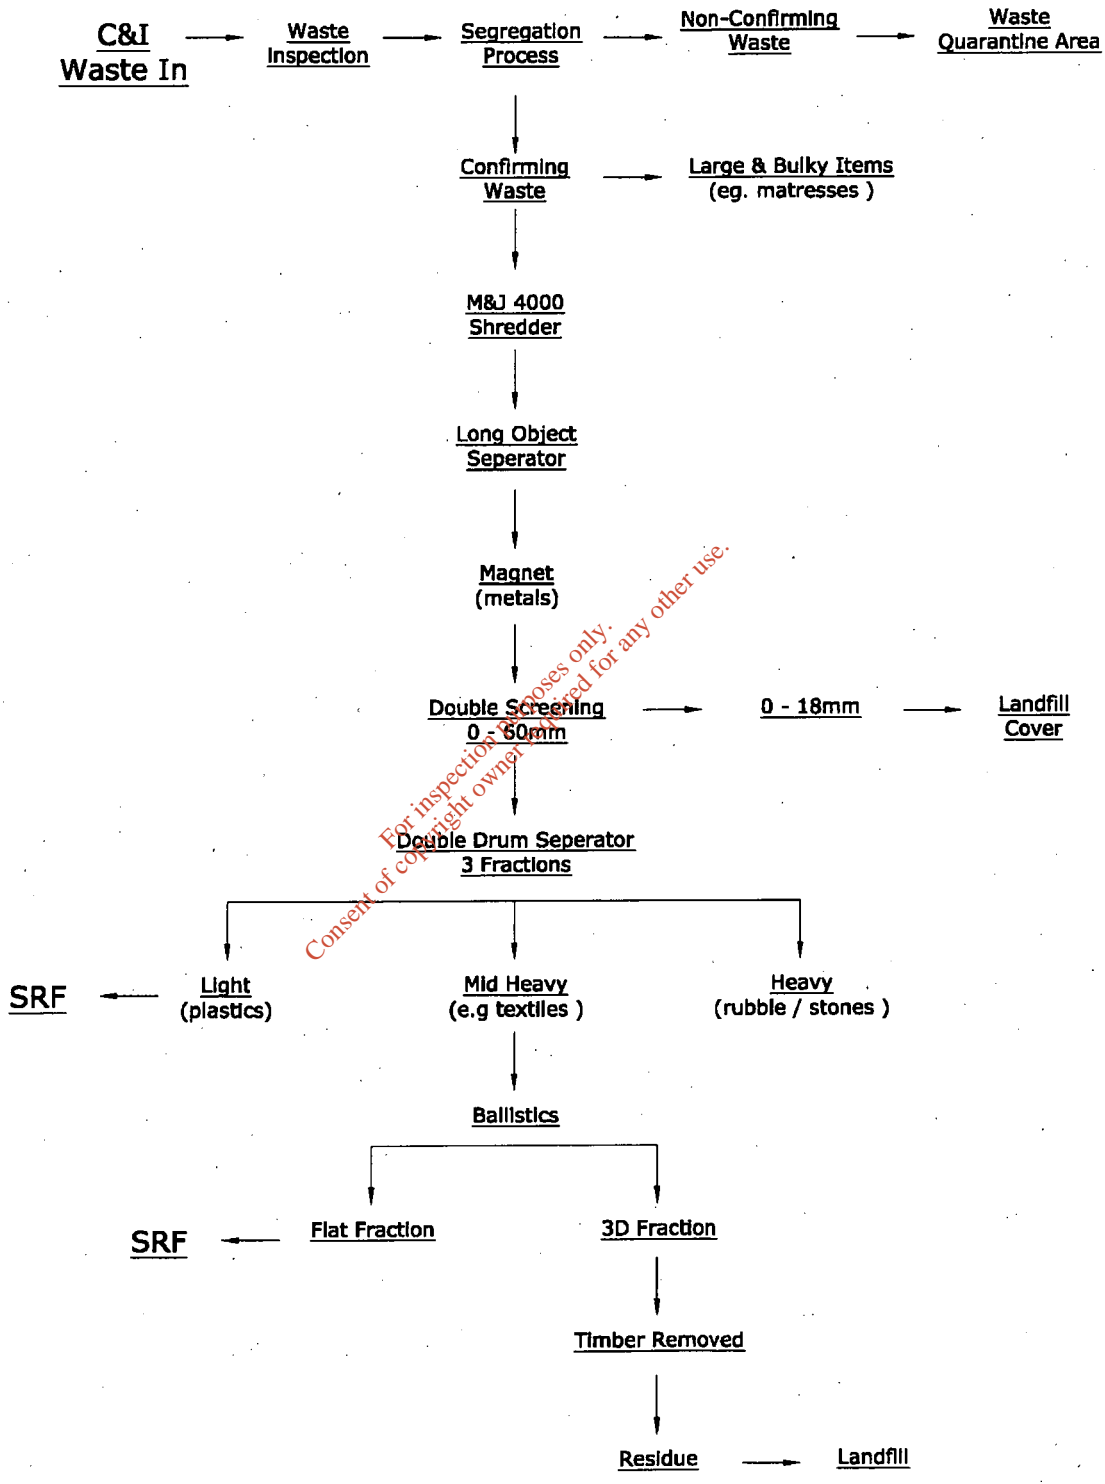 C&I
Waste In
Waste
Inspection
Segregation
Process
Non-Confirming
Waste
Waste
Quarantine Area
Confirming
Waste
Large & Bulky Items
(eg. matresses )
M&J 4000
Shredder
Long Object
Seperator
Magnet
(metals)
Double Screening
0 - 60mm
0 - 18mm
Landfill
Cover
Double Drum Seperator
3 Fractions
For inspection purposes only.
Consent of copyright owner required for any other use.
SRF
Light
(plastics)
Mid Heavy
(e.g textiles )
Heavy
(rubble / stones )
Ballistics
SRF
Flat Fraction
3D Fraction
Timber Removed
Residue
Landfill